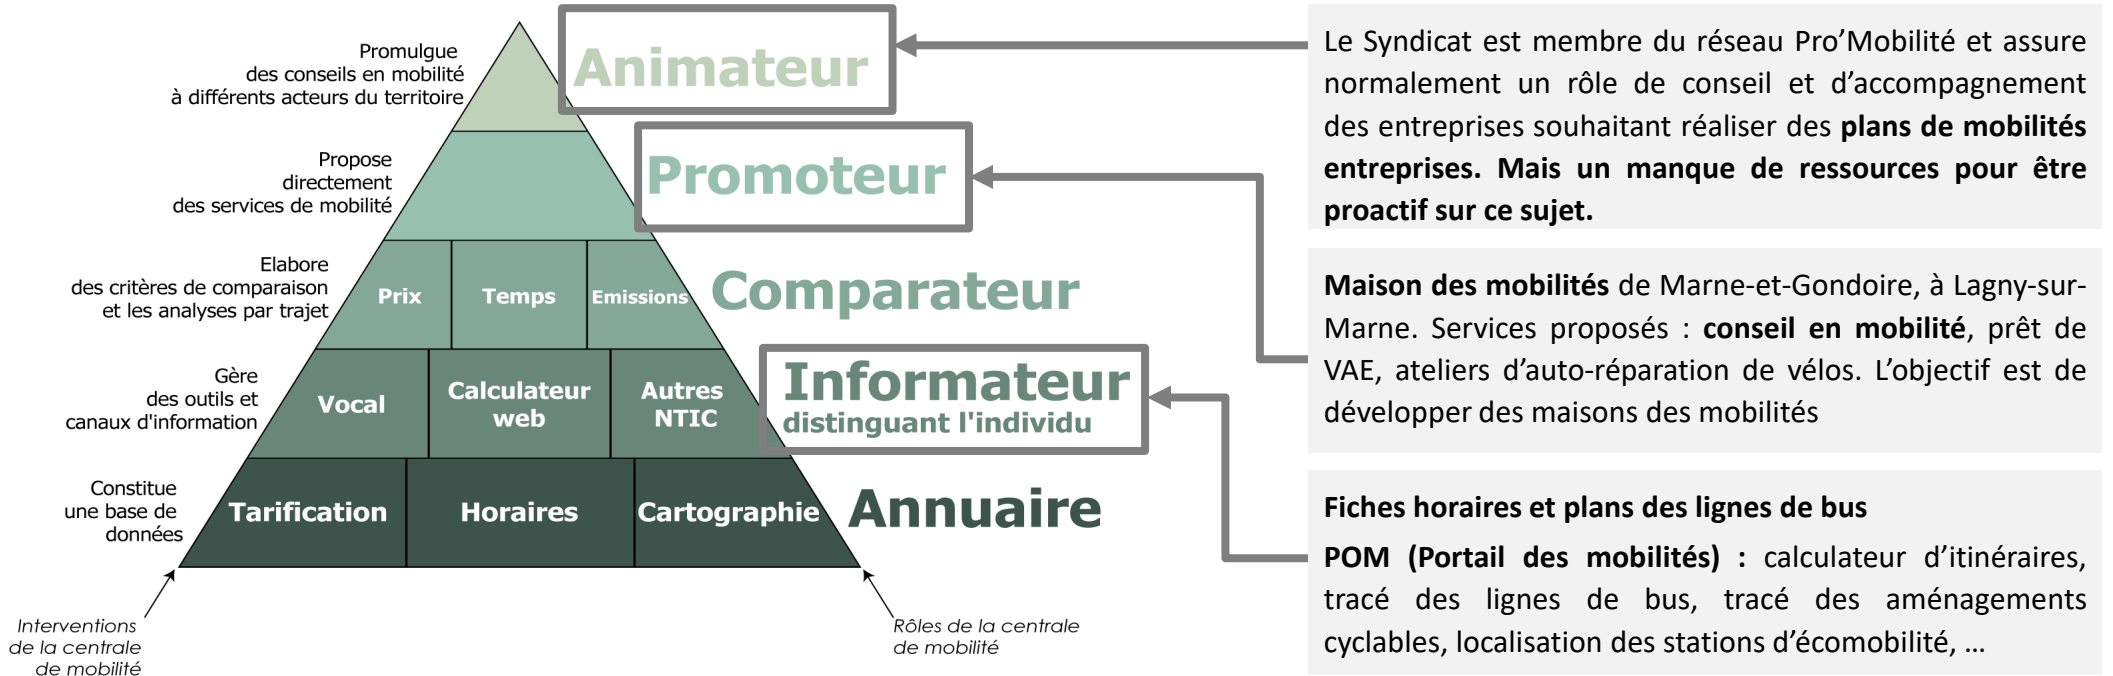 Promulgue
des conseils en mobilité
à différents acteurs du territoire
Animateur
Propose
directement
des services de mobilité
Promoteur
Elabore
des critères de comparaison
et les analyses par trajet
Prix
Temps
Emissions
Comparateur
Gère
des outils et
canaux d'information
Vocal
Calculateur
web
Autres
NTIC
Informateur
distinguant l'individu
Constitue
une base de
données
Tarification
Horaires
Cartographie
Annuaire
Interventions
de la centrale
de mobilité
Rôles de la centrale
de mobilité
Le Syndicat est membre du réseau Pro’Mobilité et assure
normalement un rôle de conseil et d’accompagnement
des entreprises souhaitant réaliser des plans de mobilités
entreprises. Mais un manque de ressources pour être
proactif sur ce sujet.
Maison des mobilités de Marne-et-Gondoire, à Lagny-sur-
Marne. Services proposés : conseil en mobilité, prêt de
VAE, ateliers d’auto-réparation de vélos. L’objectif est de
développer des maisons des mobilités
Fiches horaires et plans des lignes de bus
POM (Portail des mobilités) : calculateur d’itinéraires,
tracé des lignes de bus, tracé des aménagements
cyclables, localisation des stations d’écomobilité, …